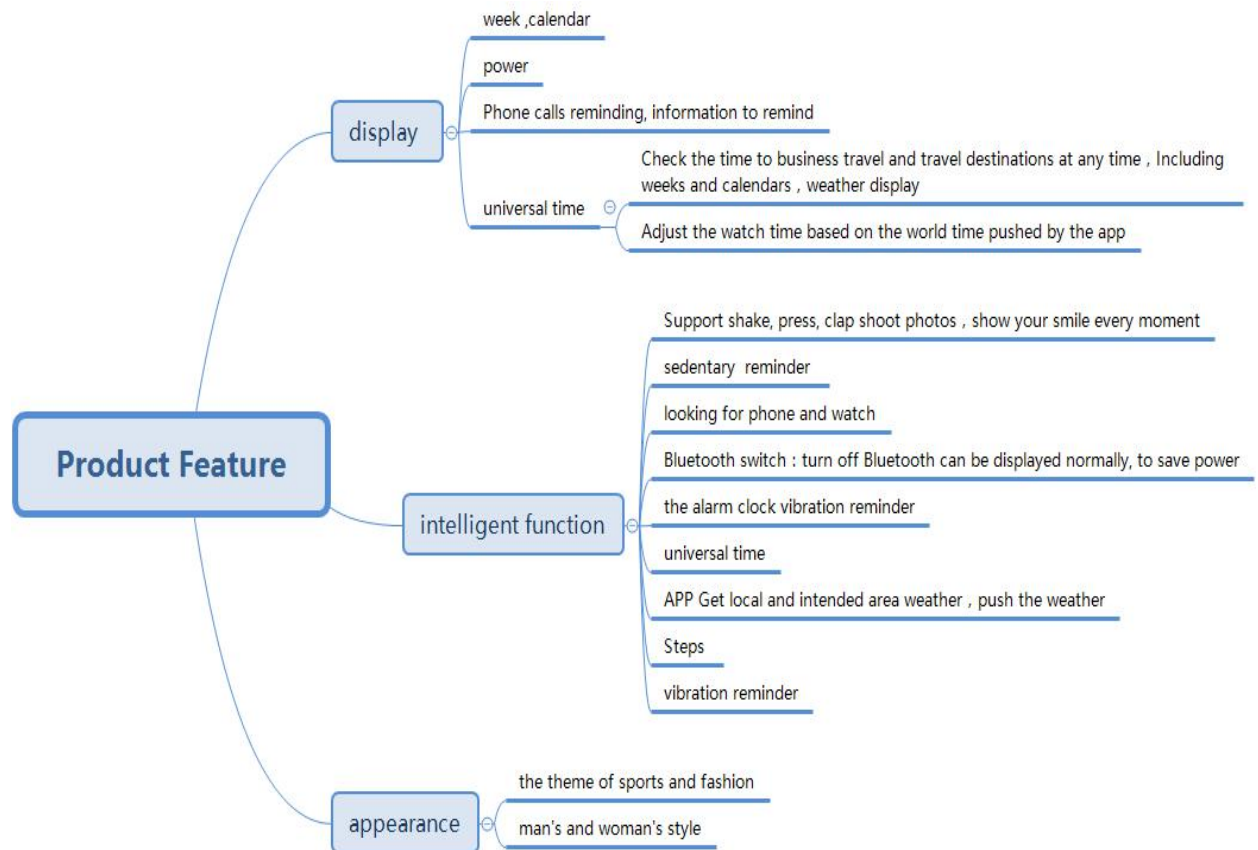 Product Feature
display
week ,calendar
power
Phone calls reminding, information to remind
universal time
Check the time to business travel and travel destinations at any time , Including
weeks and calendars , weather display
Adjust the watch time based on the world time pushed by the app
intelligent function
Support shake, press, clap shoot photos , show your smile every moment
sedentary  reminder
looking for phone and watch
Bluetooth switch : turn off Bluetooth can be displayed normally, to save power
the alarm clock vibration reminder
universal time
APP Get local and intended area weather , push the weather
Steps
vibration reminder
appearance
the theme of sports and fashion
man's and woman's style